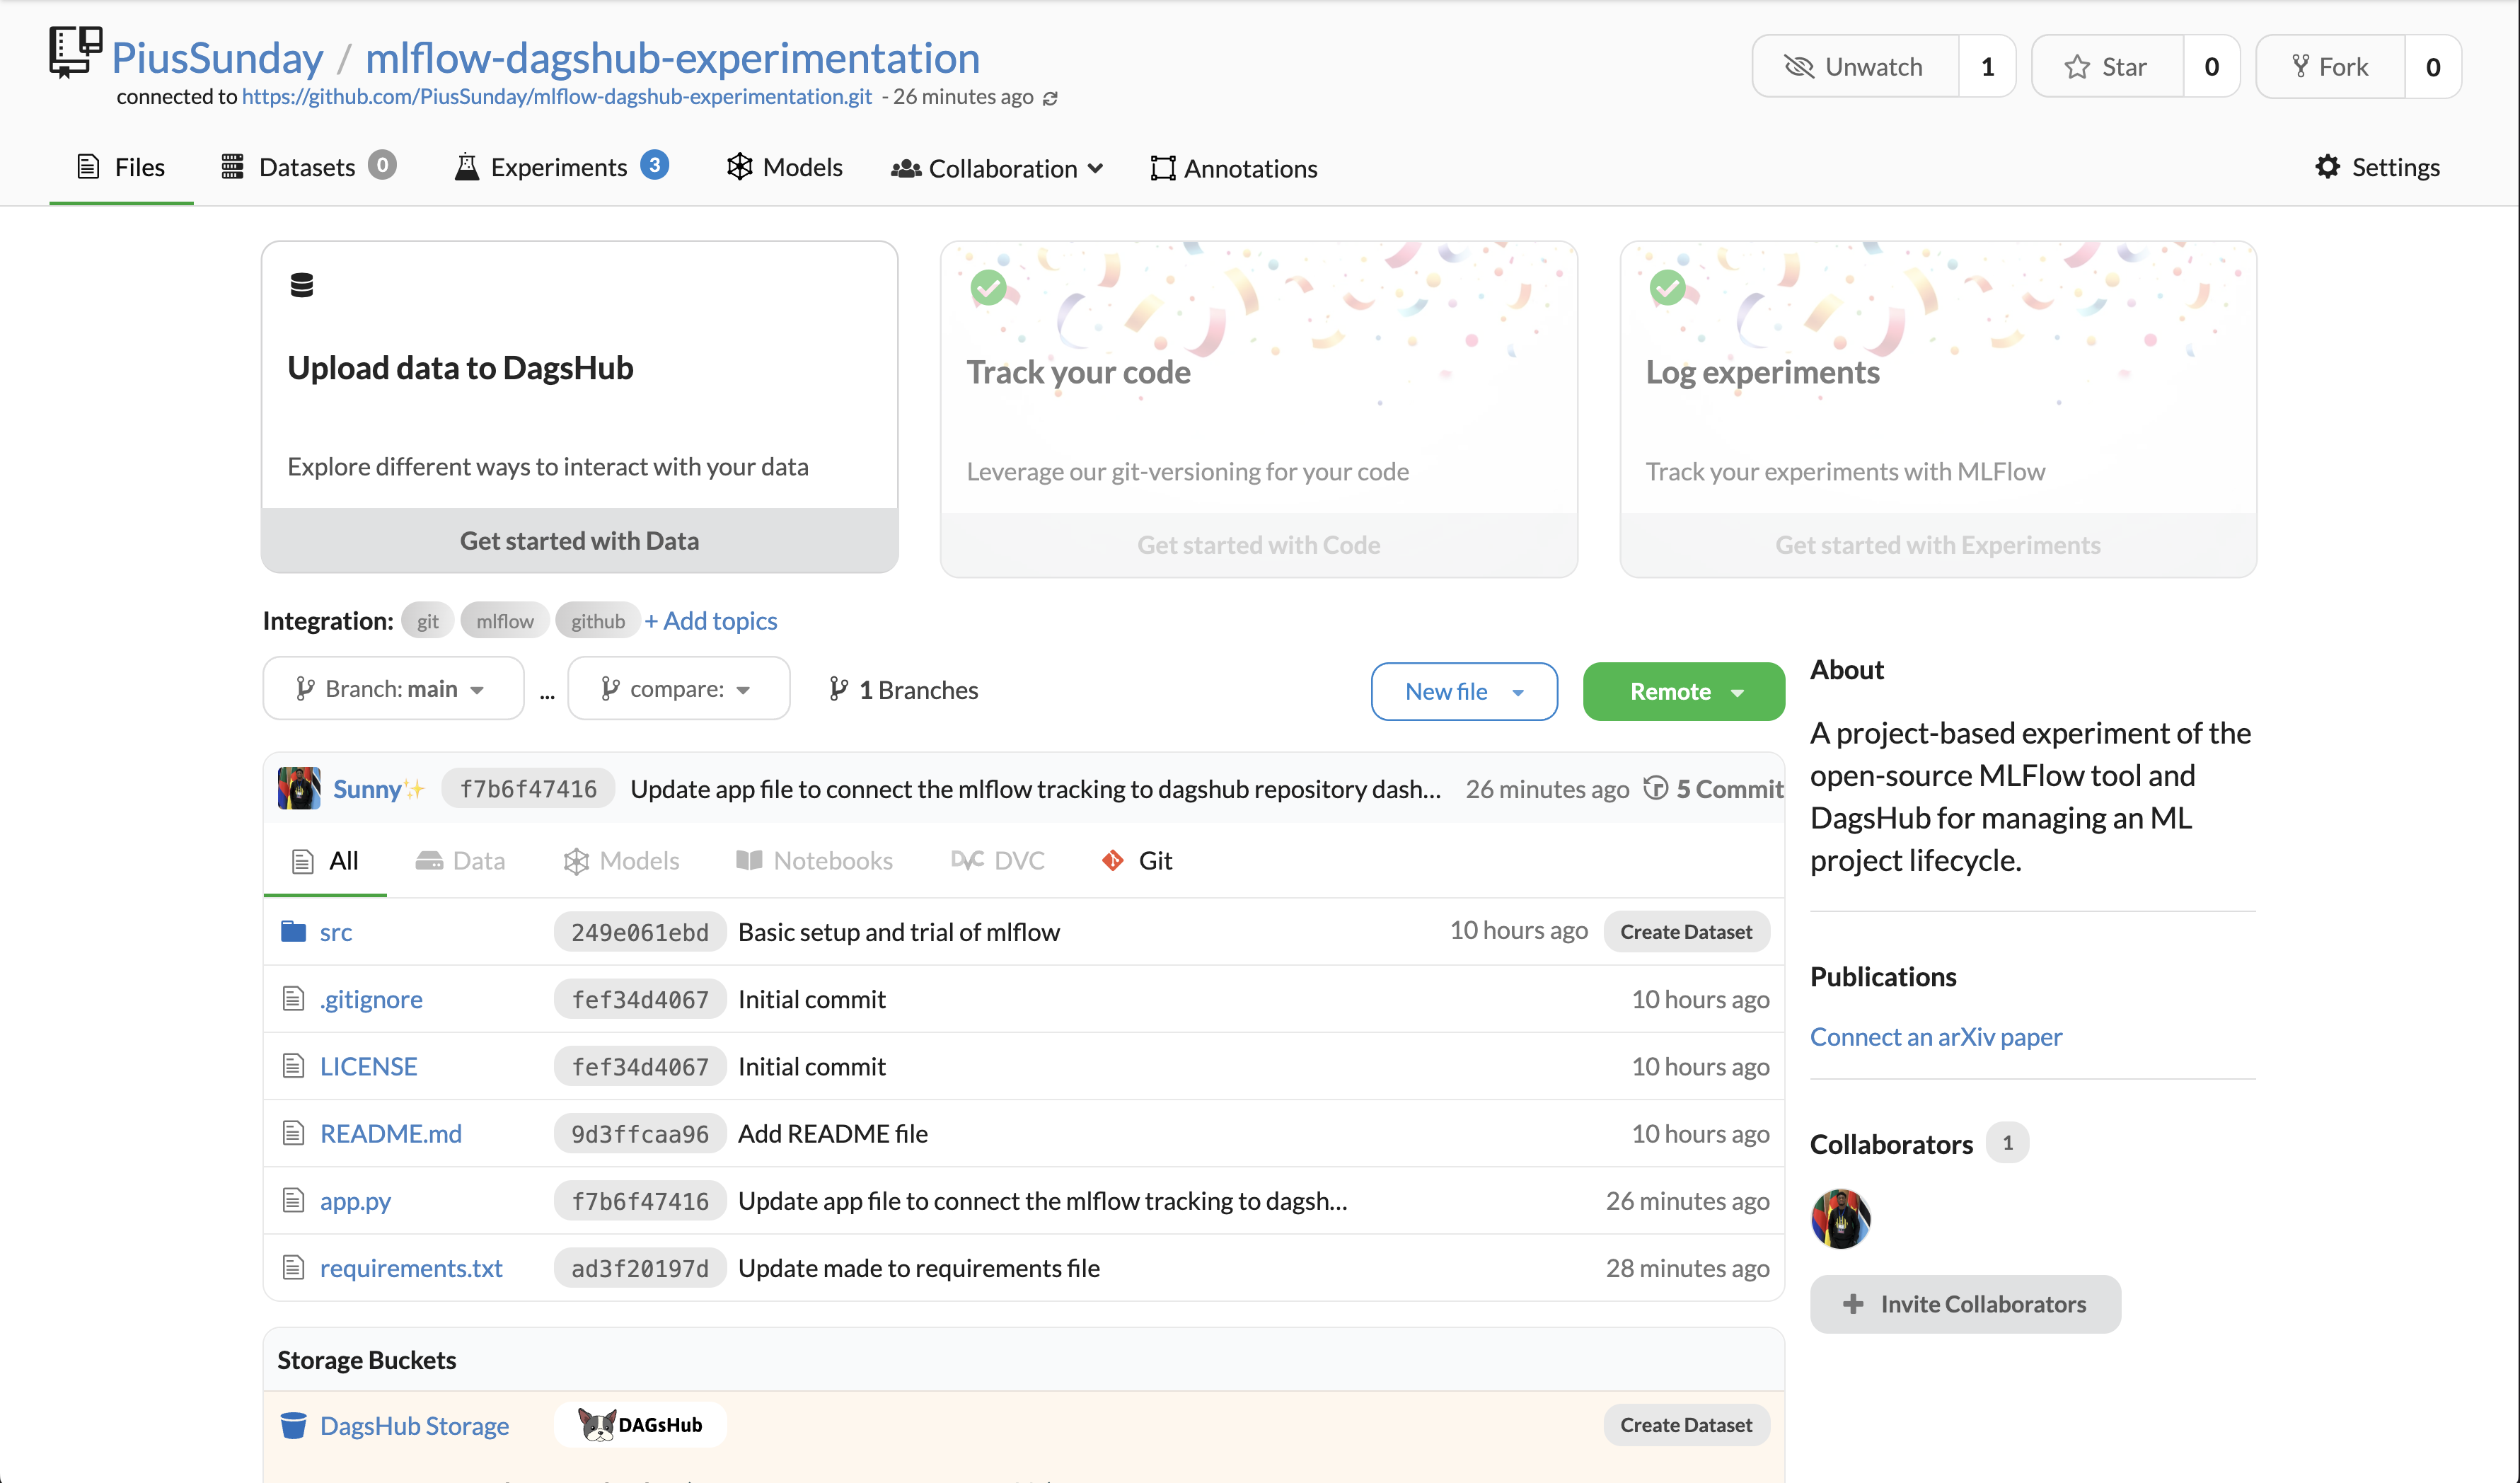 PiusSunday / mlflow-dagshub-experimentation
connected to https://github.com/PiusSunday/mlflow-dagshub-experimentation.git - 26 minutes ago
Unwatch 1
Star 0
Fork 0
Files
Datasets 0
Experiments 3
Models
Collaboration
Annotations
Settings
Upload data to DagsHub
Explore different ways to interact with your data
Get started with Data
Track your code
Leverage our git-versioning for your code
Get started with Code
Log experiments
Track your experiments with MLFlow
Get started with Experiments
Integration: git mlflow github + Add topics
Branch: main
...
compare:
1 Branches
New file
Remote
Sunny✨ f7b6f47416 Update app file to connect the mlflow tracking to dagshub repository dash... 26 minutes ago 5 Commit
All
Data
Models
Notebooks
DVC DVC
Git
src 249e061ebd Basic setup and trial of mlflow 10 hours ago Create Dataset
.gitignore fef34d4067 Initial commit 10 hours ago
LICENSE fef34d4067 Initial commit 10 hours ago
README.md 9d3ffcaa96 Add README file 10 hours ago
app.py f7b6f47416 Update app file to connect the mlflow tracking to dagsh... 26 minutes ago
requirements.txt ad3f20197d Update made to requirements file 28 minutes ago
Storage Buckets
DagsHub Storage DAGsHub Create Dataset
About
A project-based experiment of the
open-source MLFlow tool and
DagsHub for managing an ML
project lifecycle.
Publications
Connect an arXiv paper
Collaborators 1
Invite Collaborators